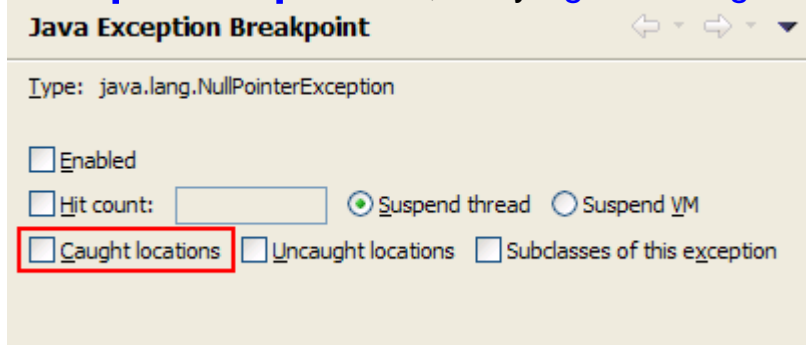 Java Exception Breakpoint
Type: java.lang.NullPointerException
Enabled
Hit count: Suspend thread Suspend VM
Caught locations Uncaught locations Subclasses of this exception